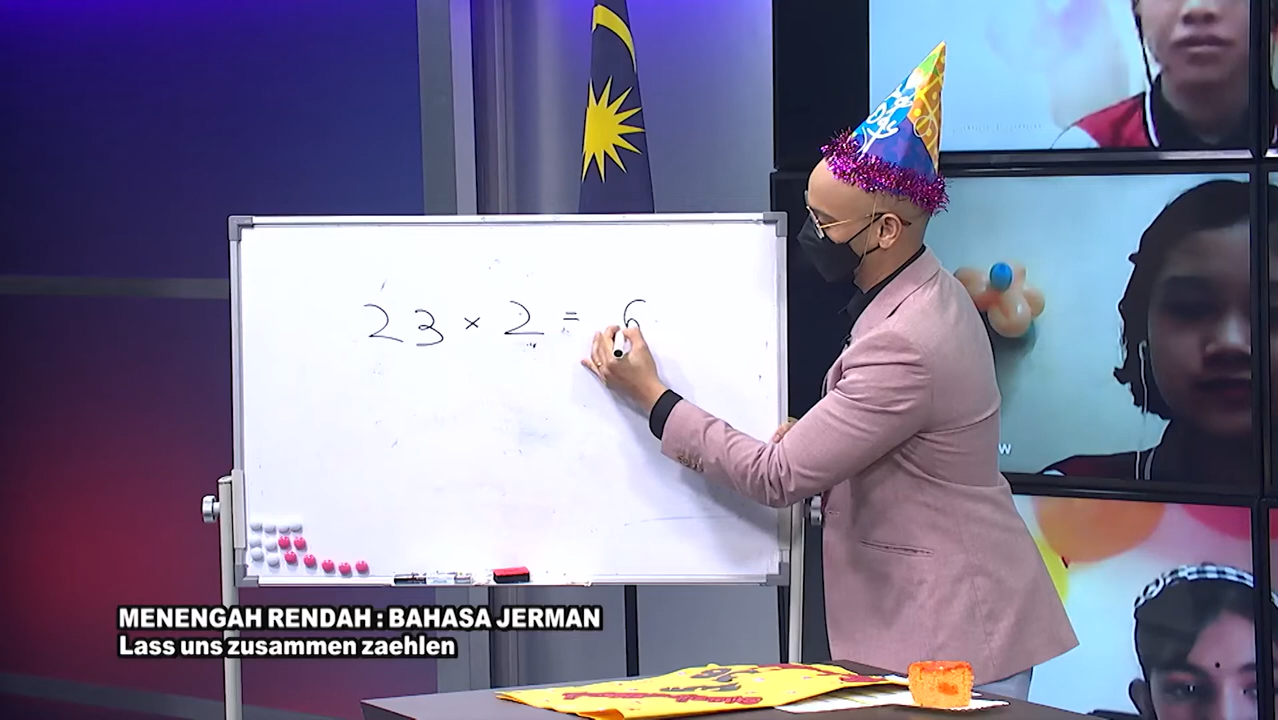 23 × 2 = 6
MENENGAH RENDAH : BAHASA JERMAN
Lass uns zusammen zaehlen